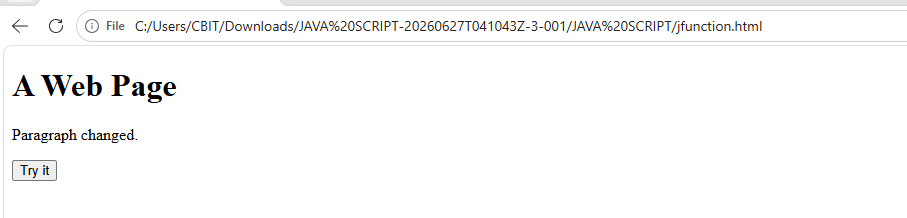 File C:/Users/CBIT/Downloads/JAVA%20SCRIPT-20260627T041043Z-3-001/JAVA%20SCRIPT/jfunction.html
A Web Page
Paragraph changed.
Try it